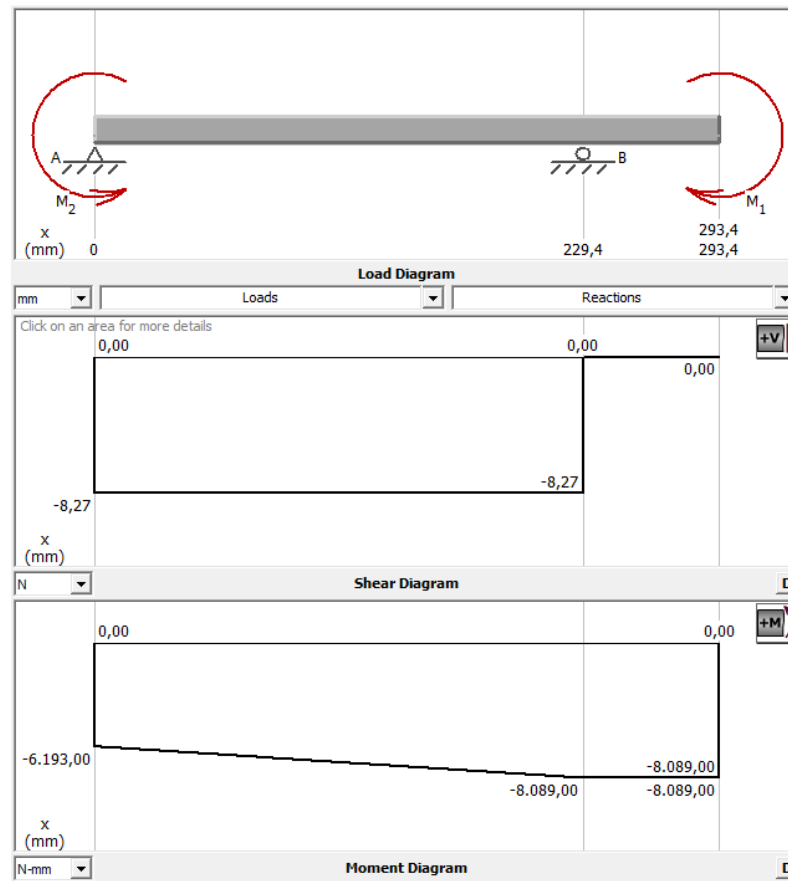 A
B
M2
M1
293,4
x
(mm) 0 229,4 293,4
Load Diagram
mm Loads Reactions
Click on an area for more details
+V
0,00 0,00
0,00
-8,27
-8,27
x
(mm)
N Shear Diagram
+M
0,00 0,00
-6.193,00
-8.089,00
-8.089,00 -8.089,00
x
(mm)
N-mm Moment Diagram